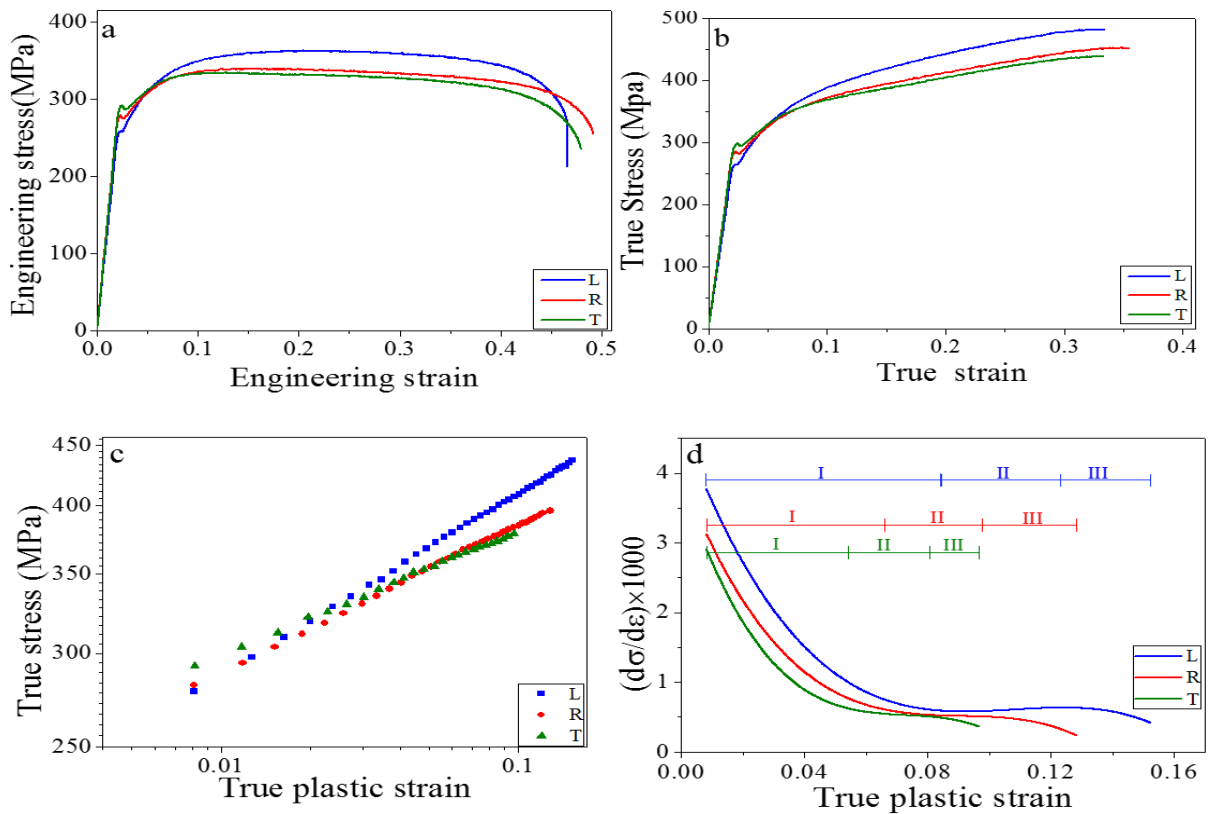 a
Engineering stress(MPa)
400
300
200
100
0
0.0 0.1 0.2 0.3 0.4 0.5
Engineering strain
L
R
T
b
True Stress (Mpa)
500
400
300
200
100
0
0.0 0.1 0.2 0.3 0.4
True strain
L
R
T
c
True stress (MPa)
450
400
350
300
250
0.01 0.1
True plastic strain
L
R
T
d
(dσ/dε)×1000
4
3
2
1
0
I II III
I II III
I II III
0.00 0.04 0.08 0.12 0.16
True plastic strain
L
R
T